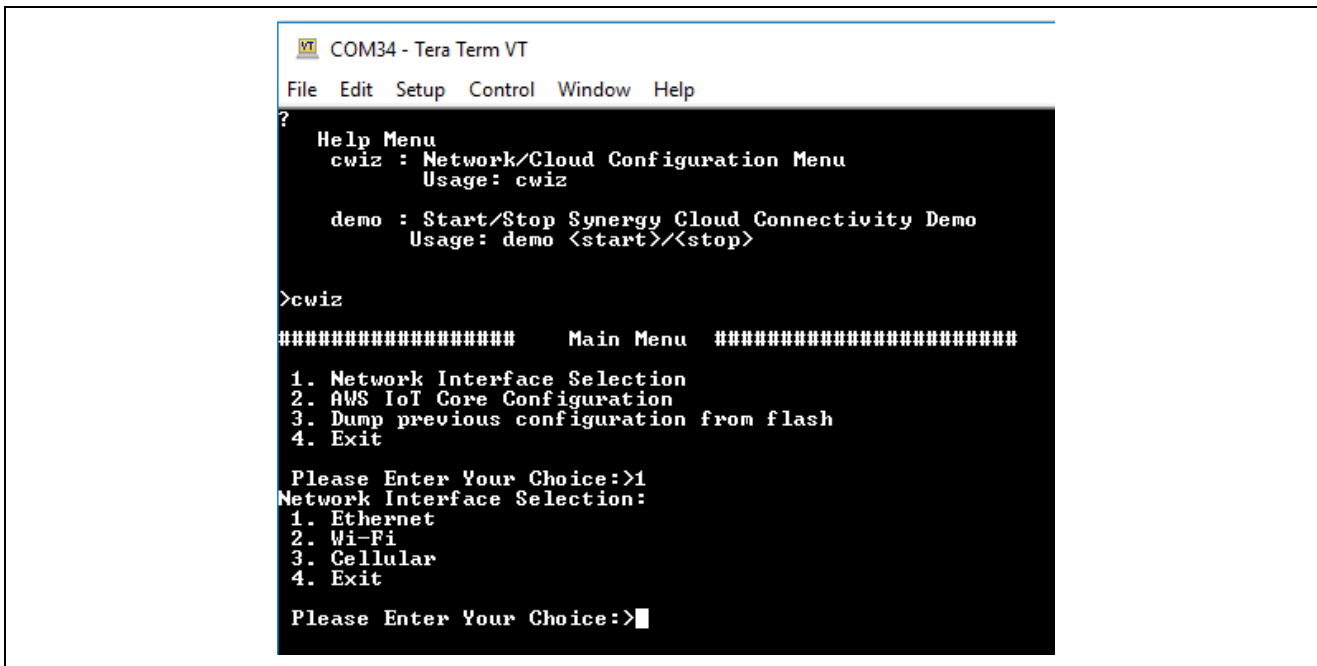 COM34 - Tera Term VT
File Edit Setup Control Window Help
?
Help Menu
cwiz : Network/Cloud Configuration Menu
Usage: cwiz
demo : Start/Stop Synergy Cloud Connectivity Demo
Usage: demo <start>/<stop>
>cwiz
################## Main Menu #######################
1. Network Interface Selection
2. AWS IoT Core Configuration
3. Dump previous configuration from flash
4. Exit
Please Enter Your Choice:>1
Network Interface Selection:
1. Ethernet
2. Wi-Fi
3. Cellular
4. Exit
Please Enter Your Choice:>